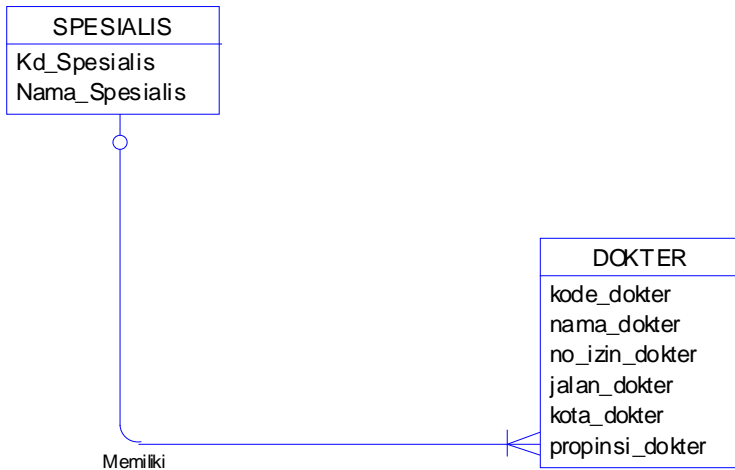 SPESIALIS
Kd_Spesialis
Nama_Spesialis
DOKTER
kode_dokter
nama_dokter
no_izin_dokter
jalan_dokter
kota_dokter
propinsi_dokter
Memiliki